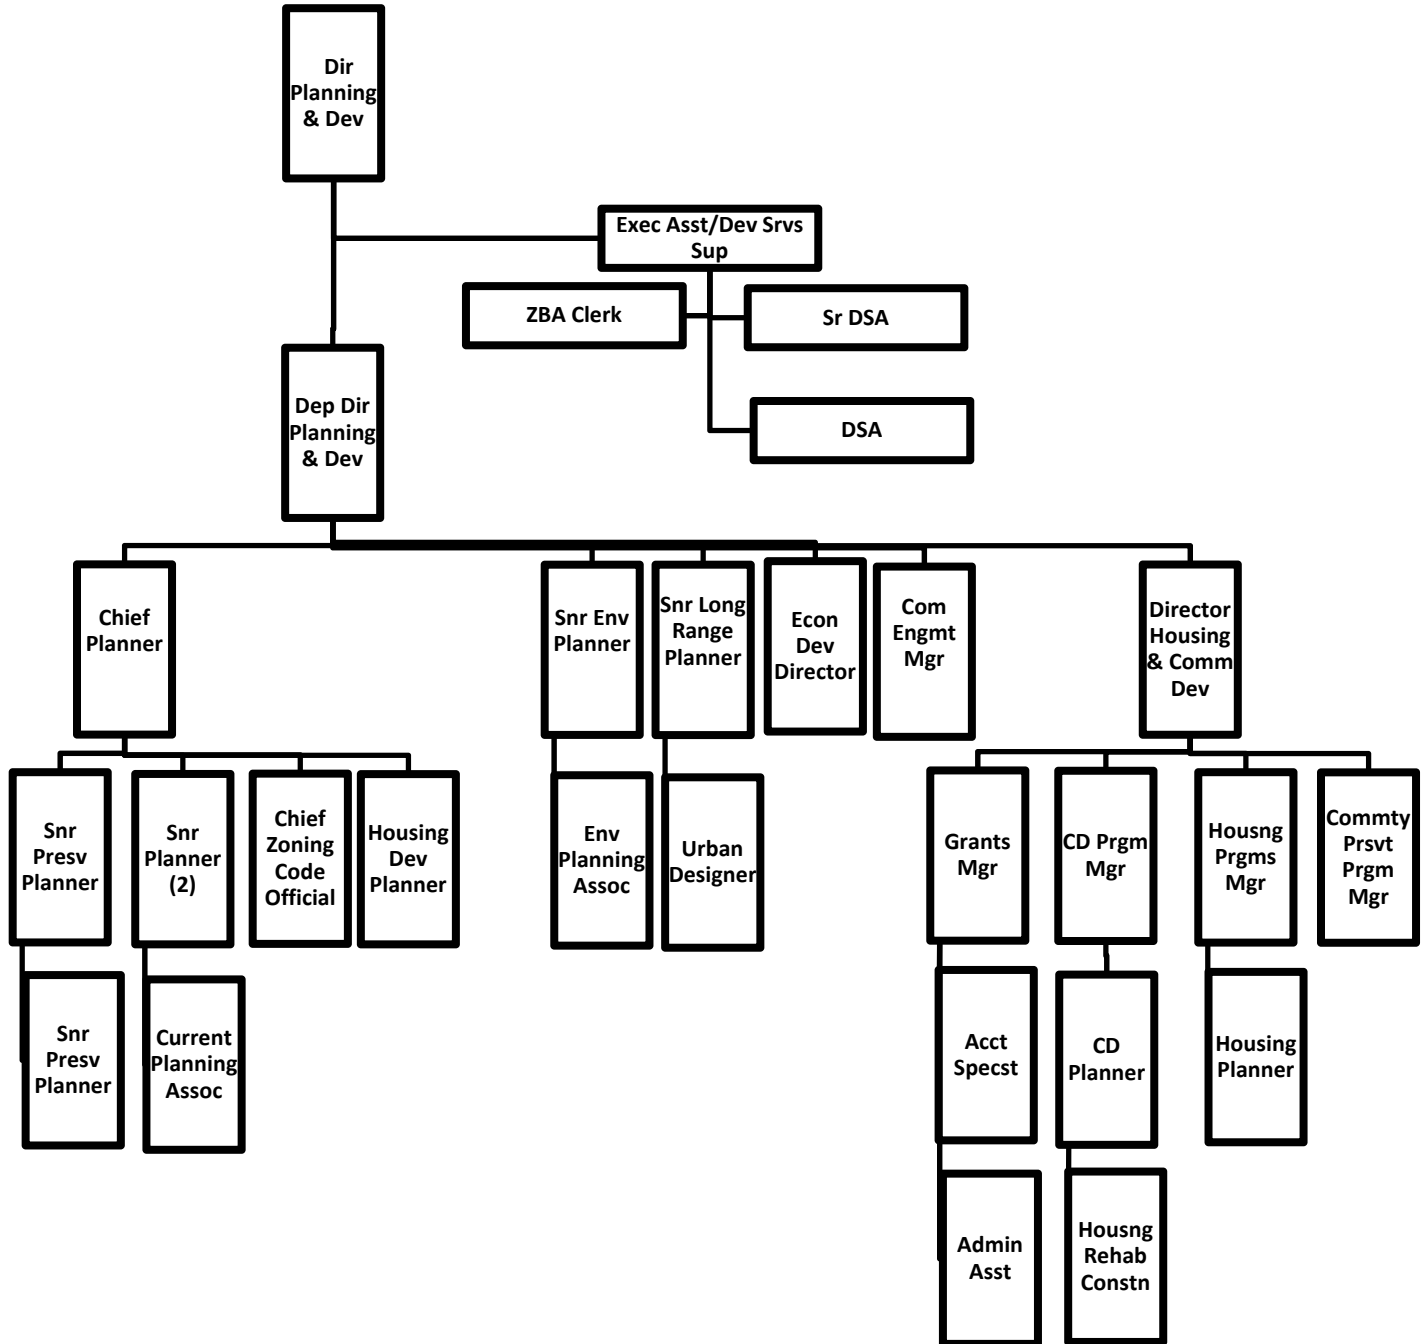 Dir
Planning
& Dev
Exec Asst/Dev Srvs
Sup
ZBA Clerk
Sr DSA
Dep Dir
Planning
& Dev
DSA
Chief
Planner
Snr Env
Planner
Snr Long
Range
Planner
Econ
Dev
Director
Com
Engmt
Mgr
Director
Housing
& Comm
Dev
Snr
Presv
Planner
Snr
Planner
(2)
Chief
Zoning
Code
Official
Housing
Dev
Planner
Env
Planning
Assoc
Urban
Designer
Grants
Mgr
CD Prgm
Mgr
Housng
Prgms
Mgr
Commty
Prsvt
Prgm
Mgr
Snr
Presv
Planner
Current
Planning
Assoc
Acct
Specst
CD
Planner
Housing
Planner
Admin
Asst
Housng
Rehab
Constn